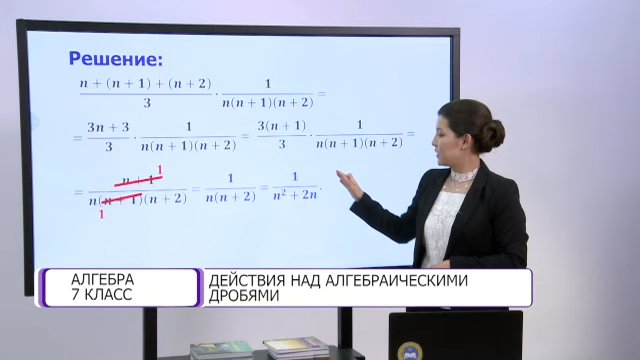 Решение:
n + (n + 1) + (n + 2) / 3 · 1 / n(n + 1)(n + 2) =
= 3n + 3 / 3 · 1 / n(n + 1)(n + 2) = 3(n + 1) / 3 · 1 / n(n + 1)(n + 2) =
= n + 1 1 / n(n + 1)(n + 2) 1 = 1 / n(n + 2) = 1 / n² + 2n .
АЛГЕБРА
7 КЛАСС
ДЕЙСТВИЯ НАД АЛГЕБРАИЧЕСКИМИ
ДРОБЯМИ